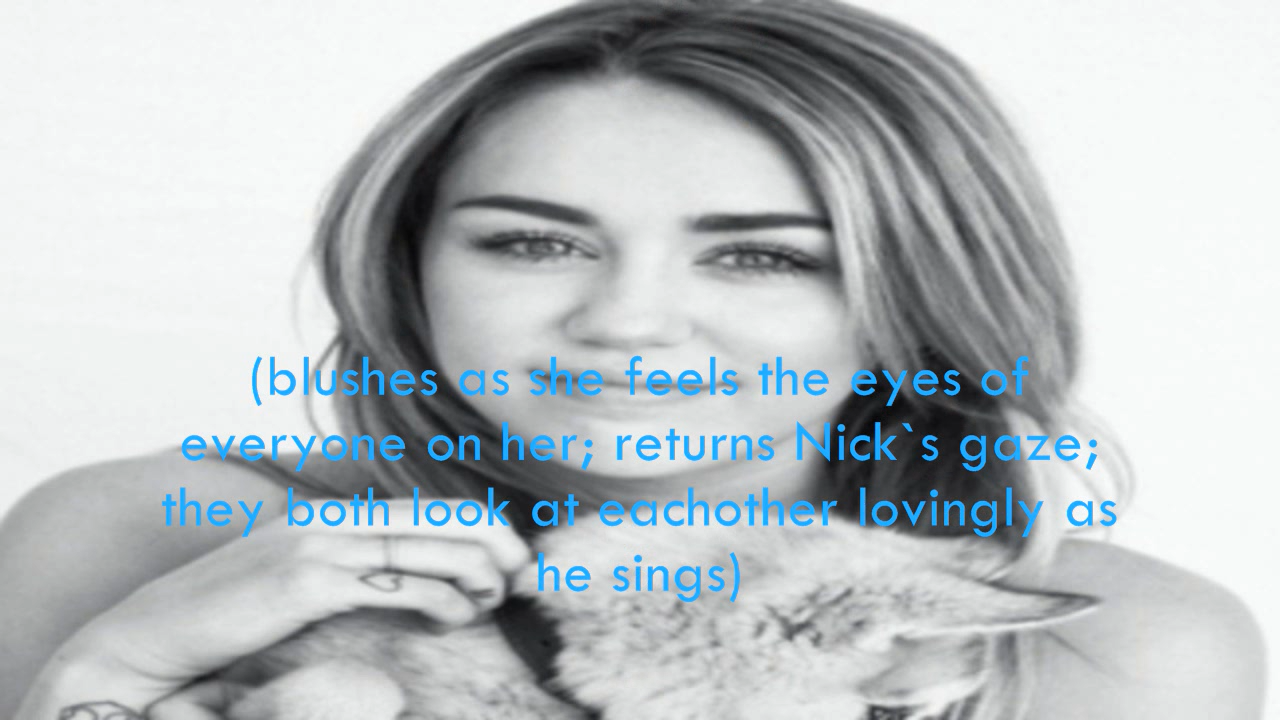 (blushes as she feels the eyes of
everyone on her; returns Nick`s gaze;
they both look at eachother lovingly as
he sings)